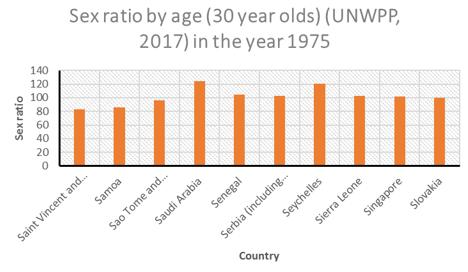 Sex ratio by age (30 year olds) (UNWPP,
2017) in the year 1975
140
120
100
80
60
40
20
0
Sex ratio
Saint Vincent and...
Samoa
Sao Tome and...
Saudi Arabia
Senegal
Serbia (including...
Seychelles
Sierra Leone
Singapore
Slovakia
Country